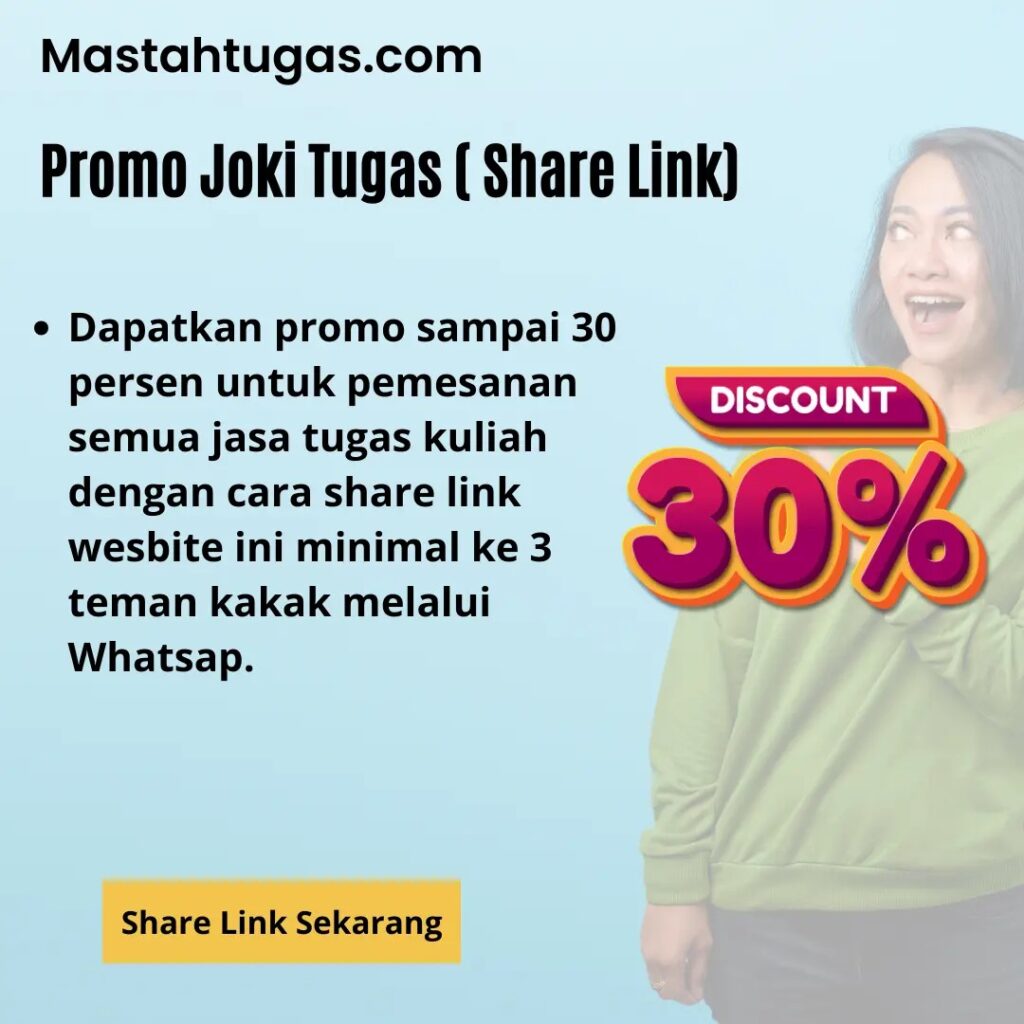 Mastahtugas.com
Promo Joki Tugas ( Share Link)
• Dapatkan promo sampai 30
persen untuk pemesanan
semua jasa tugas kuliah
dengan cara share link
wesbite ini minimal ke 3
teman kakak melalui
Whatsap.
DISCOUNT
30%
Share Link Sekarang